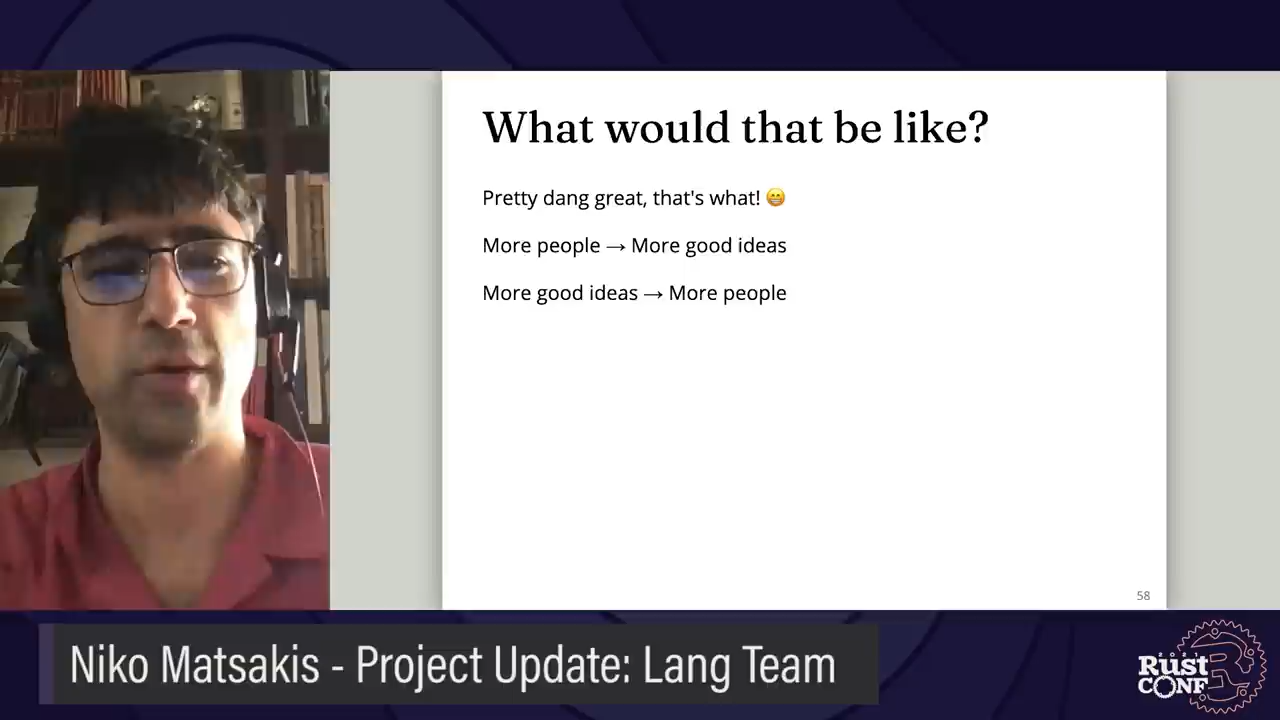 What would that be like?
Pretty dang great, that's what! 😁
More people → More good ideas
More good ideas → More people
58
Niko Matsakis - Project Update: Lang Team
Rust
CONF